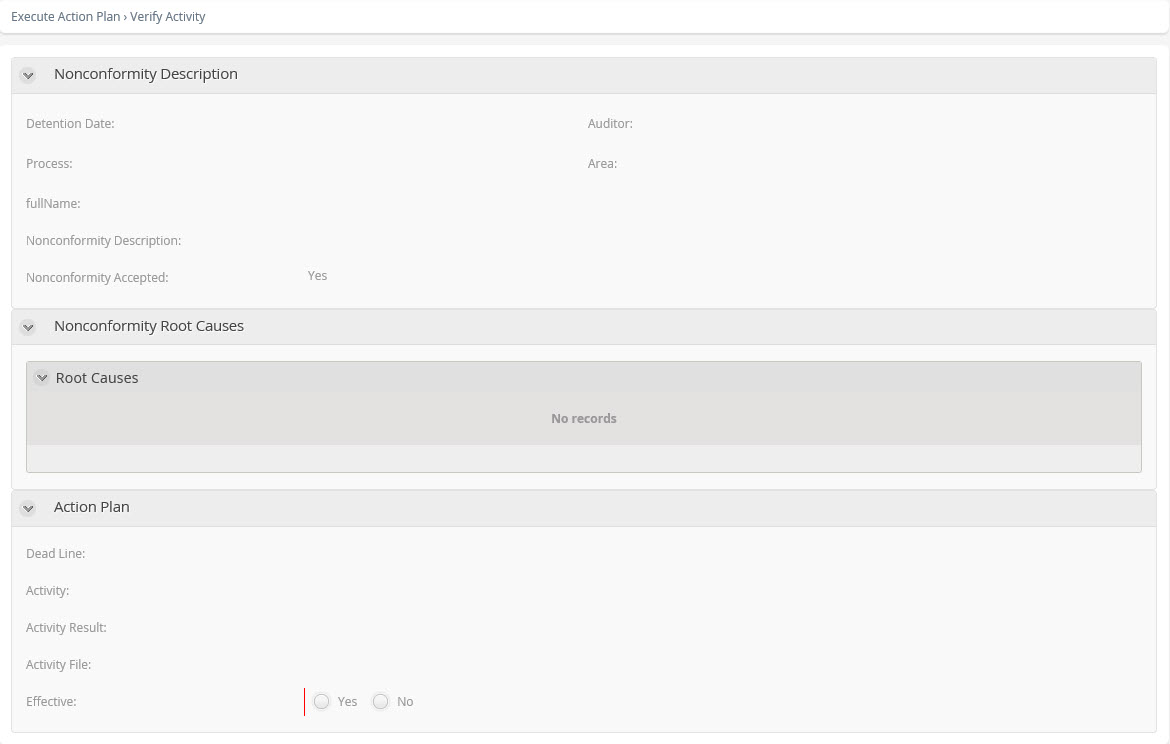 Execute Action Plan › Verify Activity
Nonconformity Description
Detention Date:
Auditor:
Process:
Area:
fullName:
Nonconformity Description:
Nonconformity Accepted: Yes
Nonconformity Root Causes
Root Causes
No records
Action Plan
Dead Line:
Activity:
Activity Result:
Activity File:
Effective: Yes No